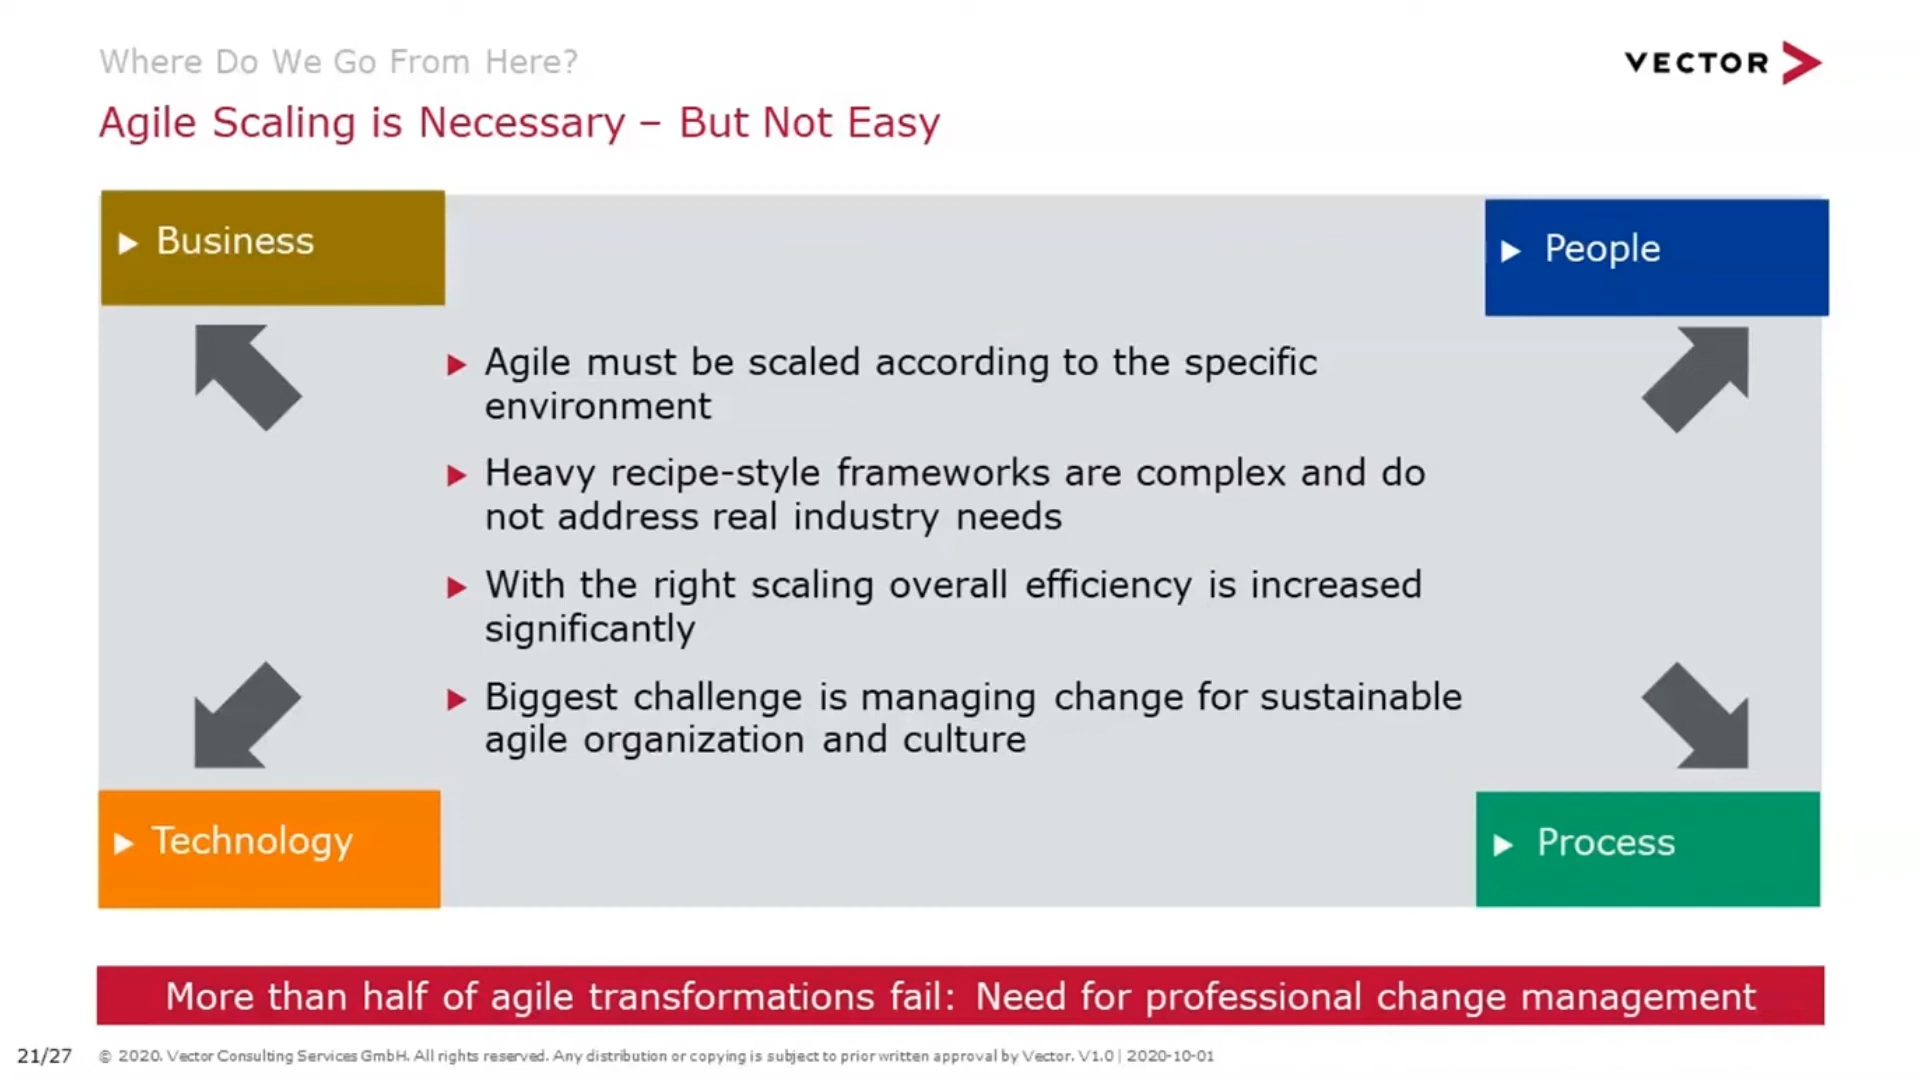 Where Do We Go From Here?
VECTOR
Agile Scaling is Necessary – But Not Easy
Business
People
Agile must be scaled according to the specific
environment
Heavy recipe-style frameworks are complex and do
not address real industry needs
With the right scaling overall efficiency is increased
significantly
Biggest challenge is managing change for sustainable
agile organization and culture
Technology
Process
More than half of agile transformations fail: Need for professional change management
21/27 © 2020. Vector Consulting Services GmbH. All rights reserved. Any distribution or copying is subject to prior written approval by Vector. V1.0 | 2020-10-01